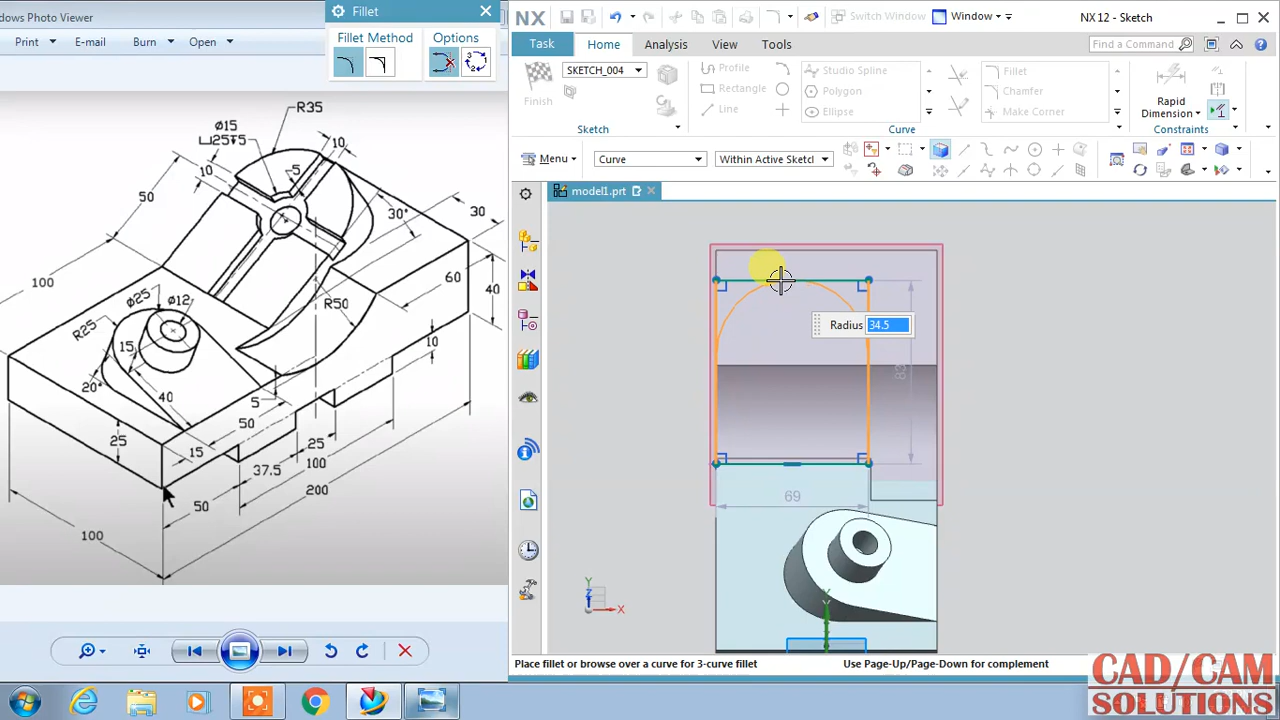 ndows Photo Viewer
Print
E-mail
Burn
Open
Fillet
Fillet Method
Options
NX
Switch Window
Window
NX 12 - Sketch
Task
Home
Analysis
View
Tools
Find a Command
Finish
SKETCH_004
Profile
Rectangle
Line
Studio Spline
Polygon
Ellipse
Fillet
Chamfer
Make Corner
Rapid
Dimension
Sketch
Curve
Constraints
Menu
Curve
Within Active Sketcl
model1.prt
R35
Ø15
⌴25↧5
10
10
5
50
30°
30
100
60
40
R50
Ø25
Ø12
R25
15
10
20°
40
5
50
25
15
25
37.5
100
50
200
100
Radius
34.5
83
69
Y
Z
X
Y
Place fillet or browse over a curve for 3-curve fillet
Use Page-Up/Page-Down for complement
CAD/CAM
SOLUTIONS